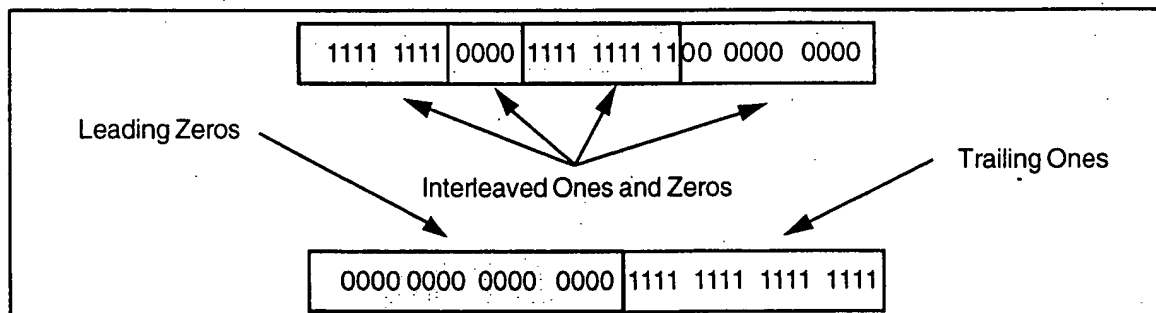 1111 1111 0000 1111 1111 1100 0000 0000
Leading Zeros
Trailing Ones
Interleaved Ones and Zeros
0000 0000 0000 0000 1111 1111 1111 1111